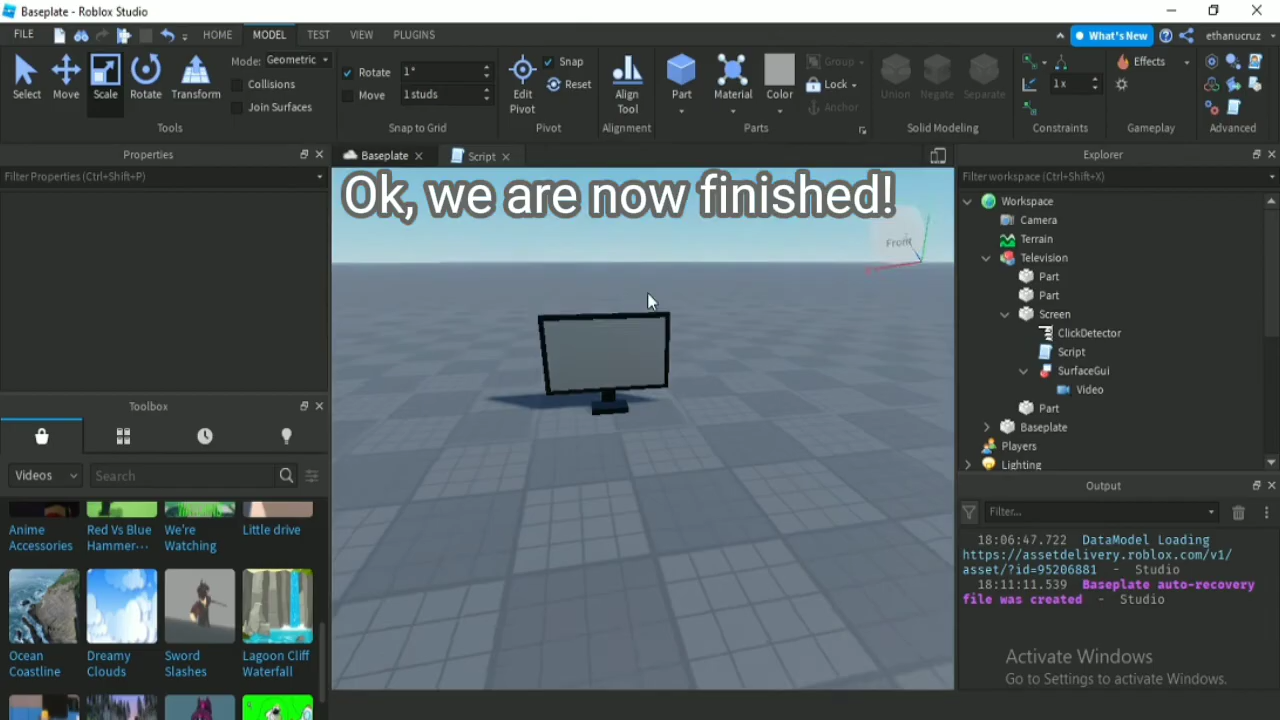 Baseplate - Roblox Studio
FILE
HOME
MODEL
TEST
VIEW
PLUGINS
What's New
ethanucruz
Select
Move
Scale
Rotate
Transform
Mode: Geometric
Collisions
Join Surfaces
Tools
Rotate 1°
Move 1 studs
Snap to Grid
Edit
Pivot
Snap
Reset
Pivot
Align
Tool
Alignment
Part
Material
Color
Group
Lock
Anchor
Parts
Union
Negate
Separate
Solid Modeling
1x
Constraints
Effects
Gameplay
Advanced
Properties
Filter Properties (Ctrl+Shift+P)
Baseplate
Script
Ok, we are now finished!
Front
Explorer
Filter workspace (Ctrl+Shift+X)
Workspace
Camera
Terrain
Television
Part
Part
Screen
ClickDetector
Script
SurfaceGui
Video
Part
Baseplate
Players
Lighting
Toolbox
Videos
Search
Anime
Accessories
Red Vs Blue
Hammer···
We're
Watching
Little drive
Ocean
Coastline
Dreamy
Clouds
Sword
Slashes
Lagoon Cliff
Waterfall
Output
Filter...
18:06:47.722 DataModel Loading
https://assetdelivery.roblox.com/v1/
asset/?id=95206881 - Studio
18:11:11.539 Baseplate auto-recovery
file was created - Studio
Activate Windows
Go to Settings to activate Windows.